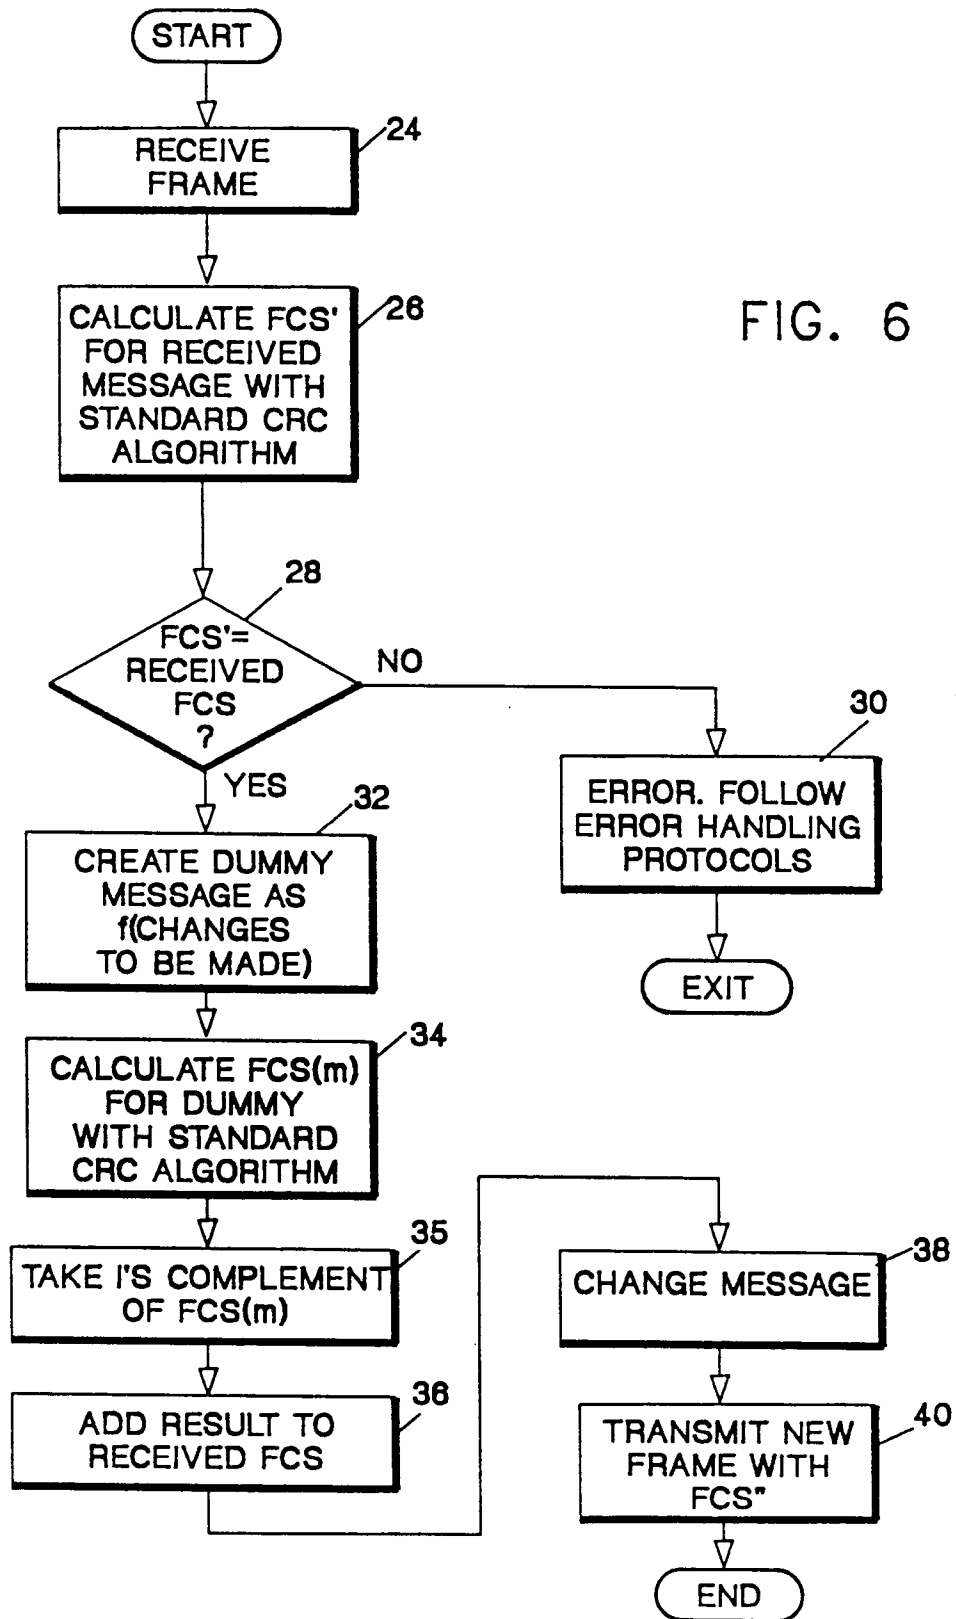 START
24
RECEIVE
FRAME
26
CALCULATE FCS'
FOR RECEIVED
MESSAGE WITH
STANDARD CRC
ALGORITHM
FIG. 6
28
FCS'=
RECEIVED
FCS
?
NO
YES
30
ERROR. FOLLOW
ERROR HANDLING
PROTOCOLS
EXIT
32
CREATE DUMMY
MESSAGE AS
f(CHANGES
TO BE MADE)
34
CALCULATE FCS(m)
FOR DUMMY
WITH STANDARD
CRC ALGORITHM
35
TAKE I'S COMPLEMENT
OF FCS(m)
36
ADD RESULT TO
RECEIVED FCS
38
CHANGE MESSAGE
40
TRANSMIT NEW
FRAME WITH
FCS"
END